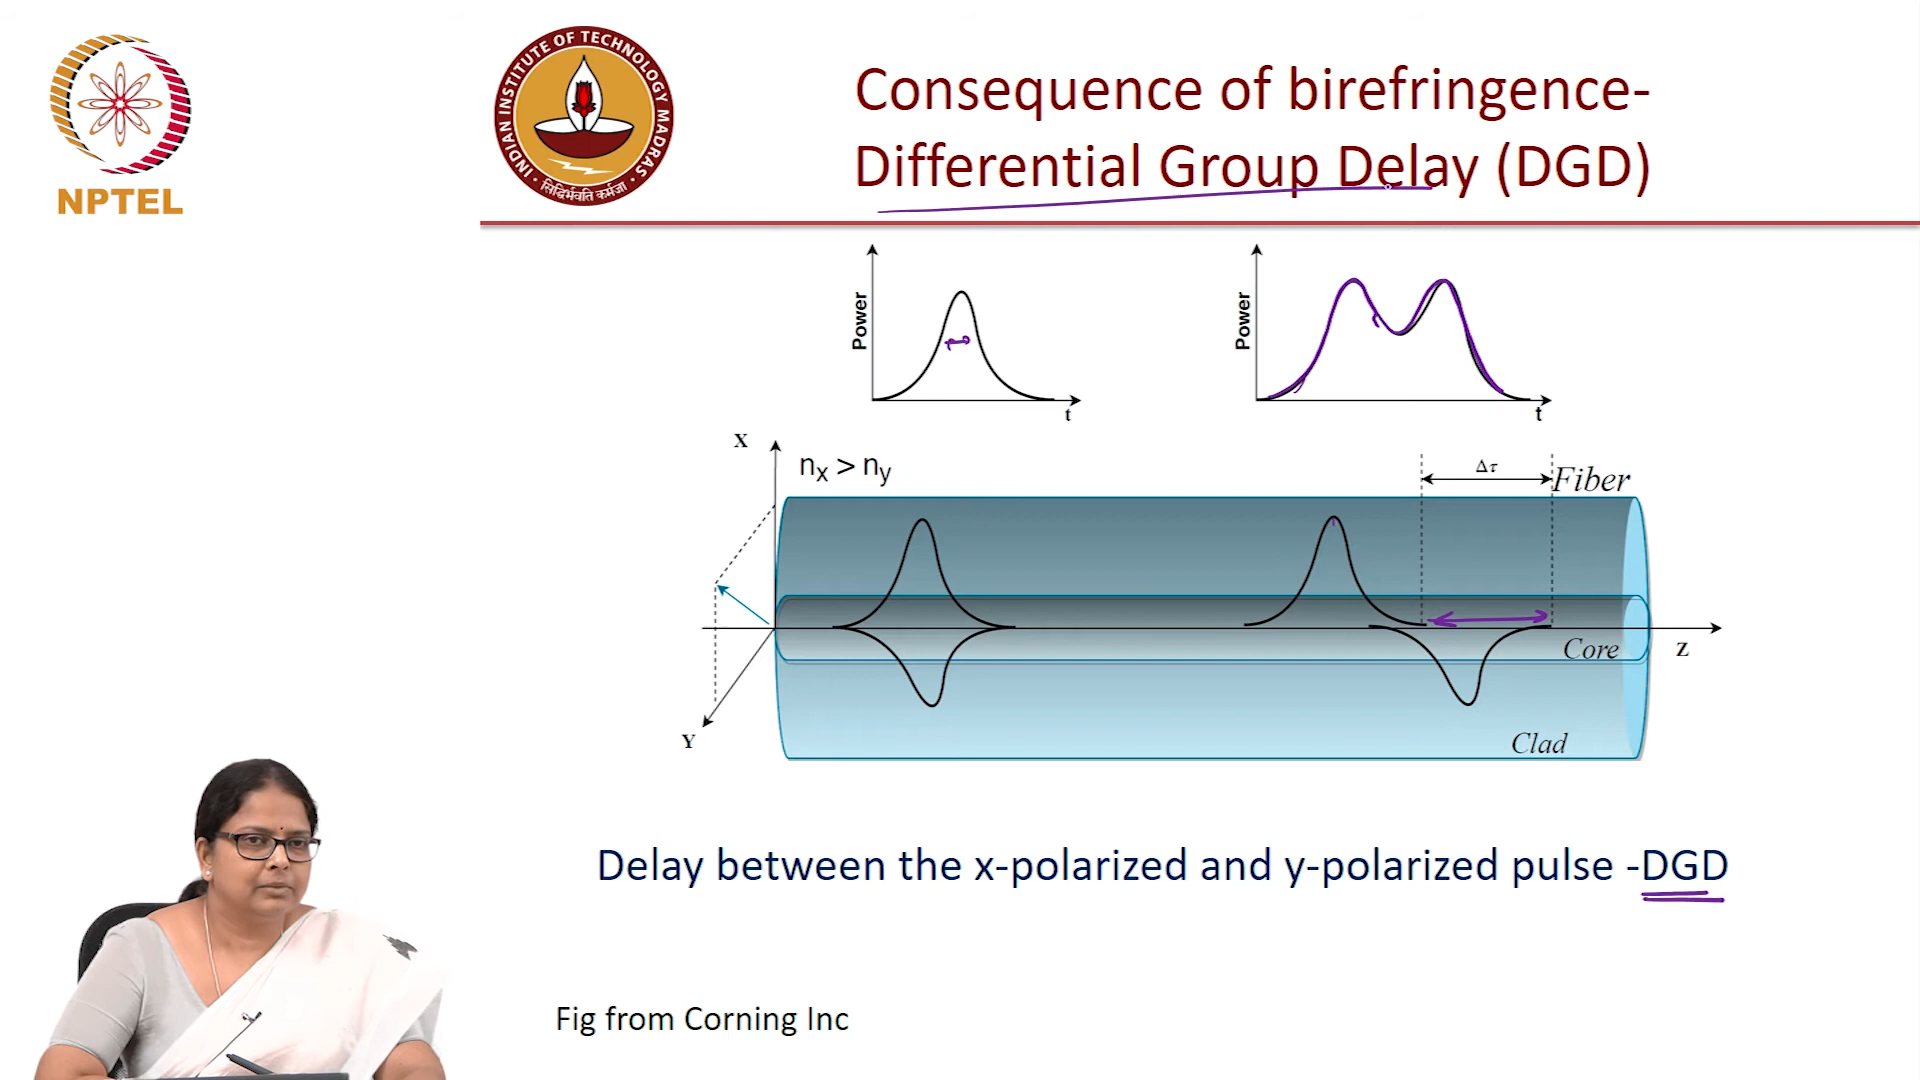 NPTEL
INDIAN INSTITUTE OF TECHNOLOGY MADRAS
सिद्धिर्भवति कर्मजा
Consequence of birefringence-
Differential Group Delay (DGD)
Power
t
Power
t
X
nx > ny
Δτ
Fiber
Core
Z
Y
Clad
Delay between the x-polarized and y-polarized pulse -DGD
Fig from Corning Inc